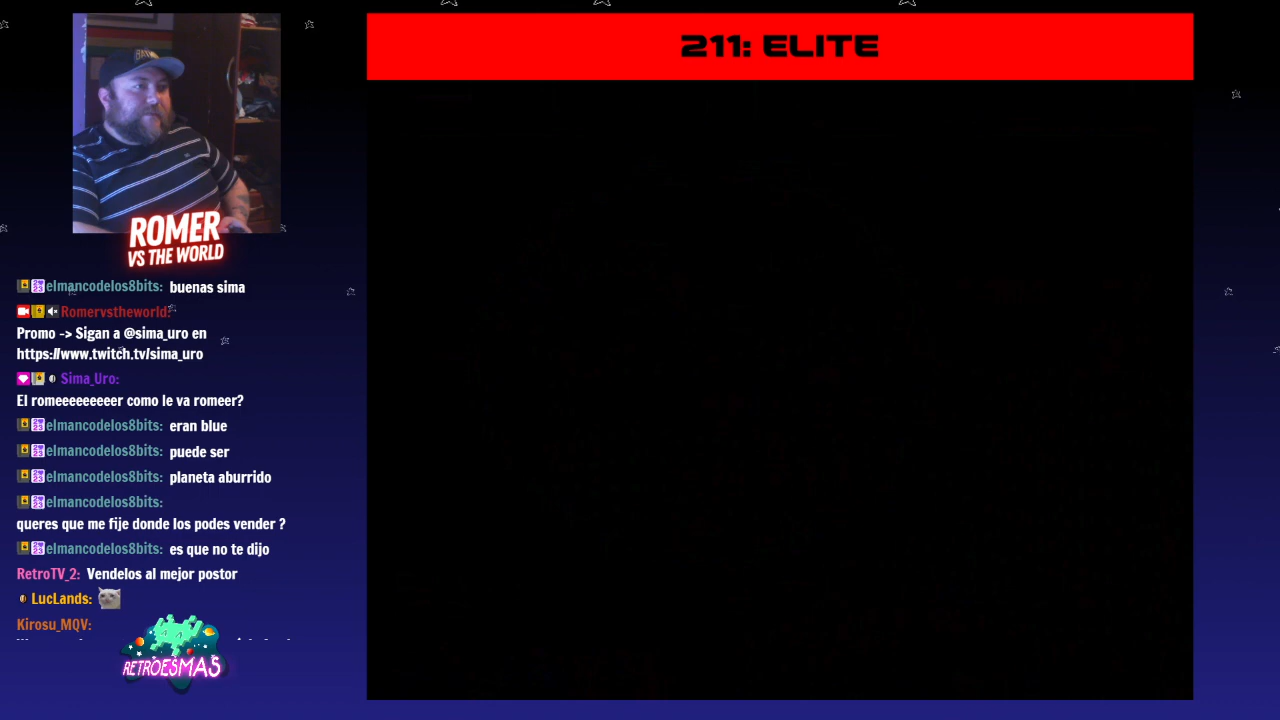 211: ELITE
ROMER
VS THE WORLD
elmancodelos8bits: buenas sima
Romervstheworld:
Promo -> Sigan a @sima_uro en
https://www.twitch.tv/sima_uro
Sima_Uro:
El romeeeeeeeeer como le va romeer?
elmancodelos8bits: eran blue
elmancodelos8bits: puede ser
elmancodelos8bits: planeta aburrido
elmancodelos8bits:
queres que me fije donde los podes vender ?
elmancodelos8bits: es que no te dijo
RetroTV_2: Vendelos al mejor postor
LucLands:
Kirosu_MQV:
RETROESMAS